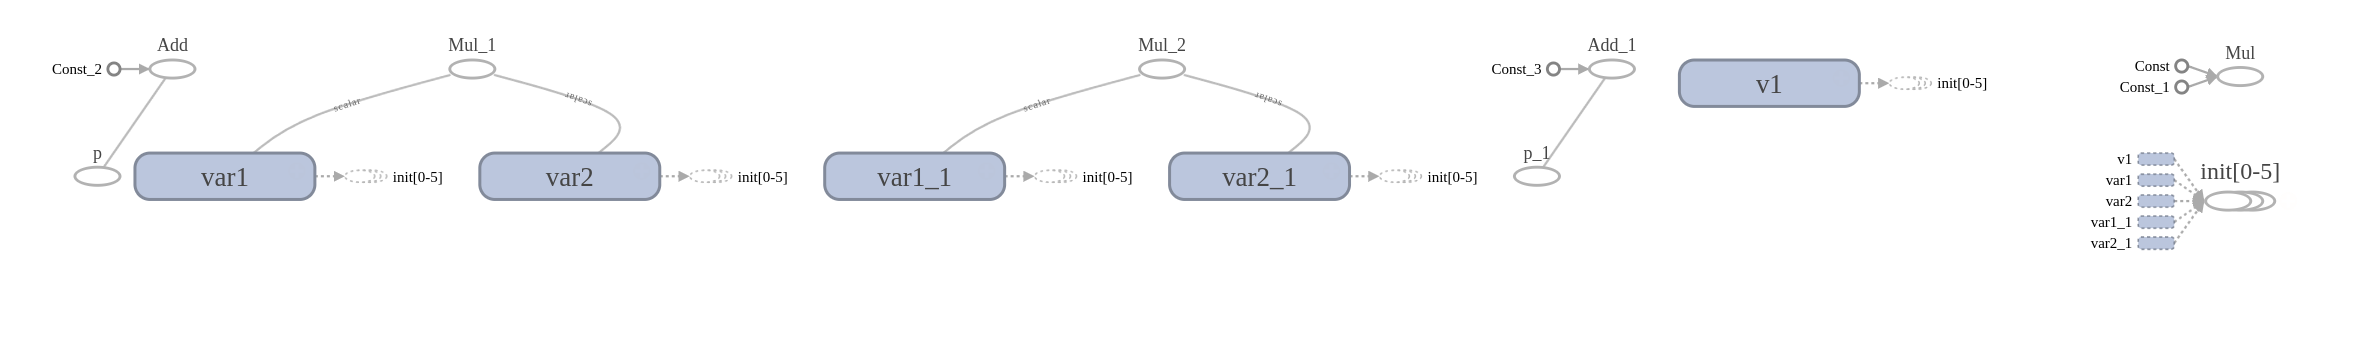 Add
Const_2
p
var1
init[0-5]
Mul_1
scalar
scalar
var2
init[0-5]
Mul_2
scalar
scalar
var1_1
init[0-5]
var2_1
init[0-5]
Add_1
Const_3
p_1
v1
init[0-5]
Mul
Const
Const_1
init[0-5]
v1
var1
var2
var1_1
var2_1